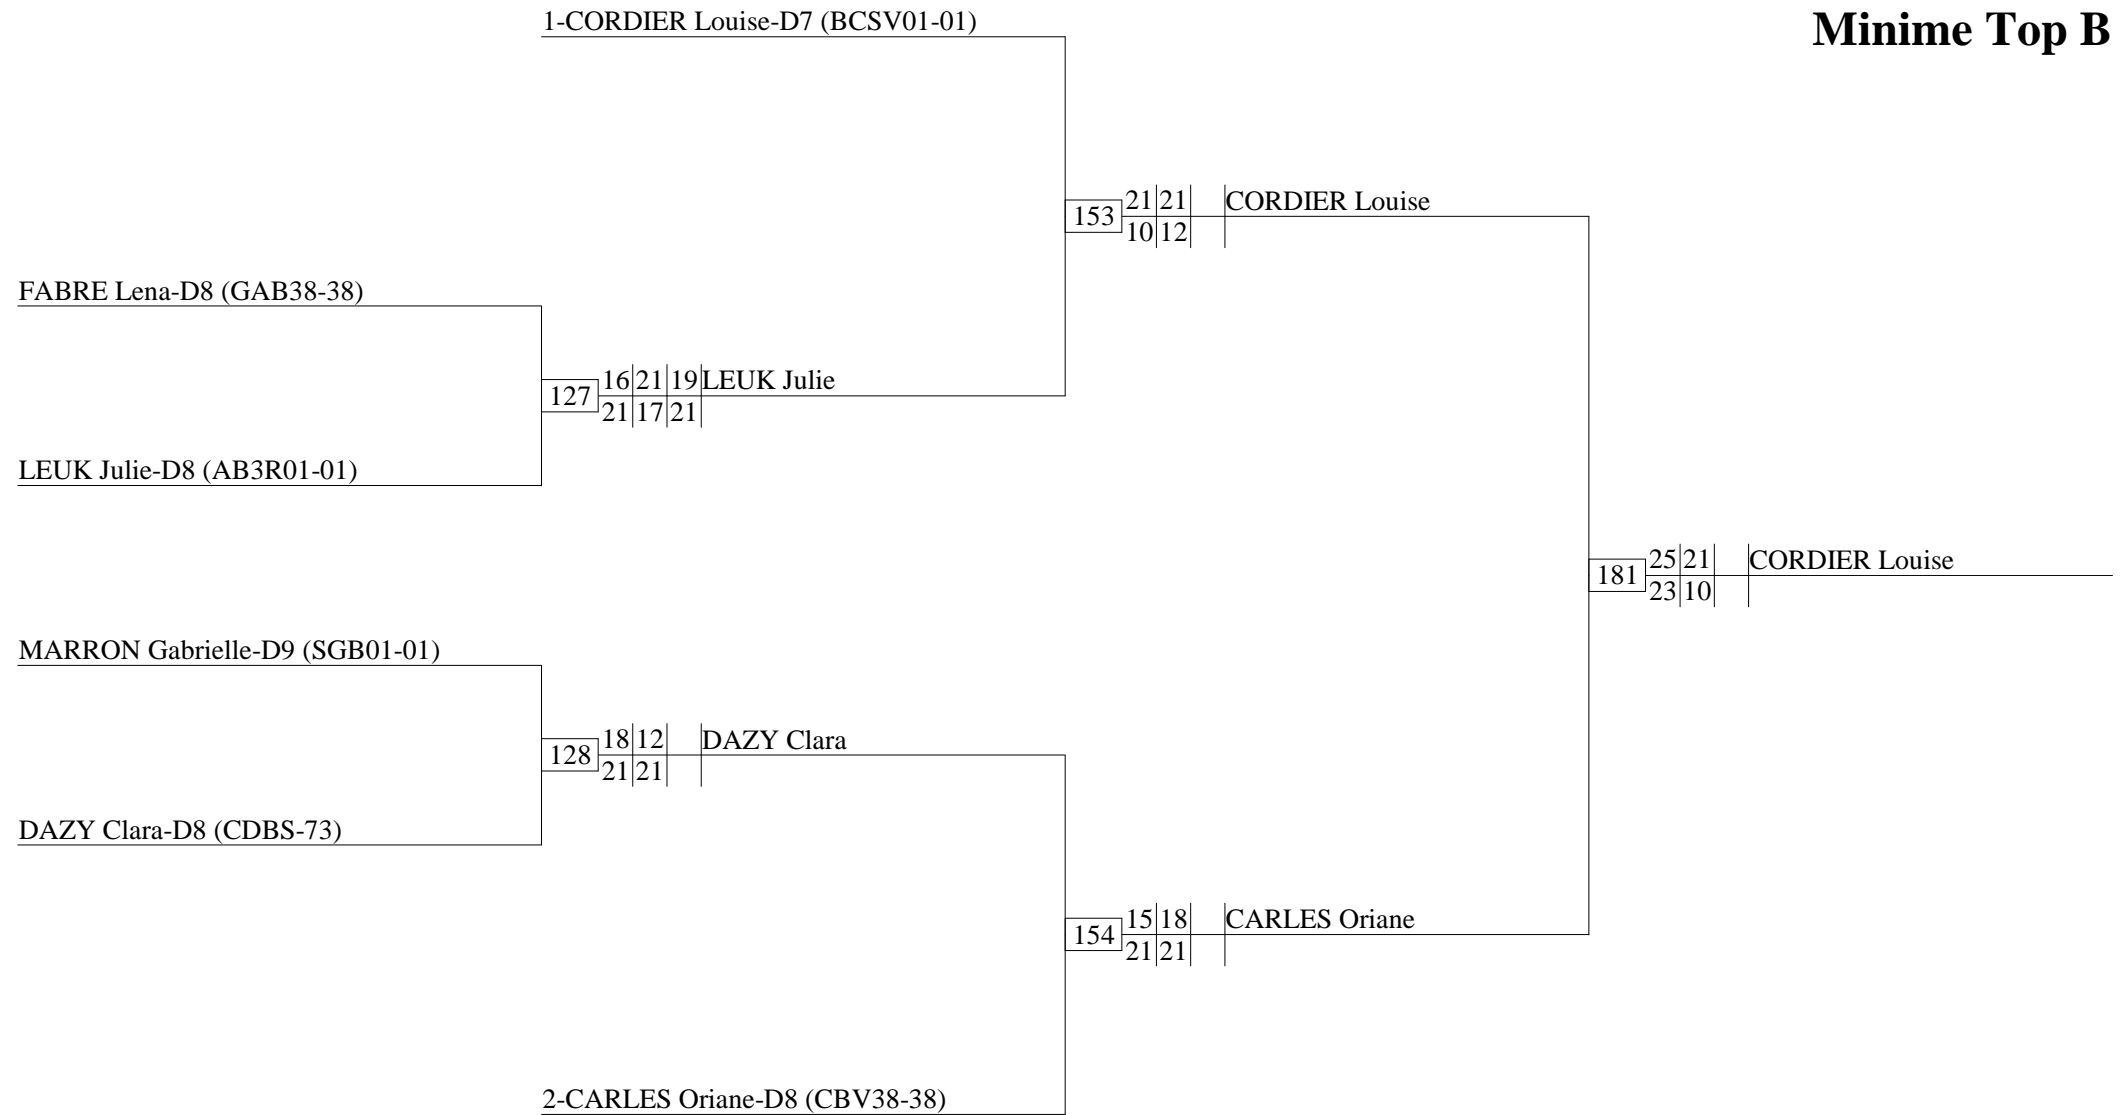 1-CORDIER Louise-D7 (BCSV01-01)
Minime Top B
21 21 CORDIER Louise
153
10 12
FABRE Lena-D8 (GAB38-38)
16 21 19 LEUK Julie
127
21 17 21
LEUK Julie-D8 (AB3R01-01)
25 21 CORDIER Louise
181
23 10
MARRON Gabrielle-D9 (SGB01-01)
18 12 DAZY Clara
128
21 21
DAZY Clara-D8 (CDBS-73)
15 18 CARLES Oriane
154
21 21
2-CARLES Oriane-D8 (CBV38-38)